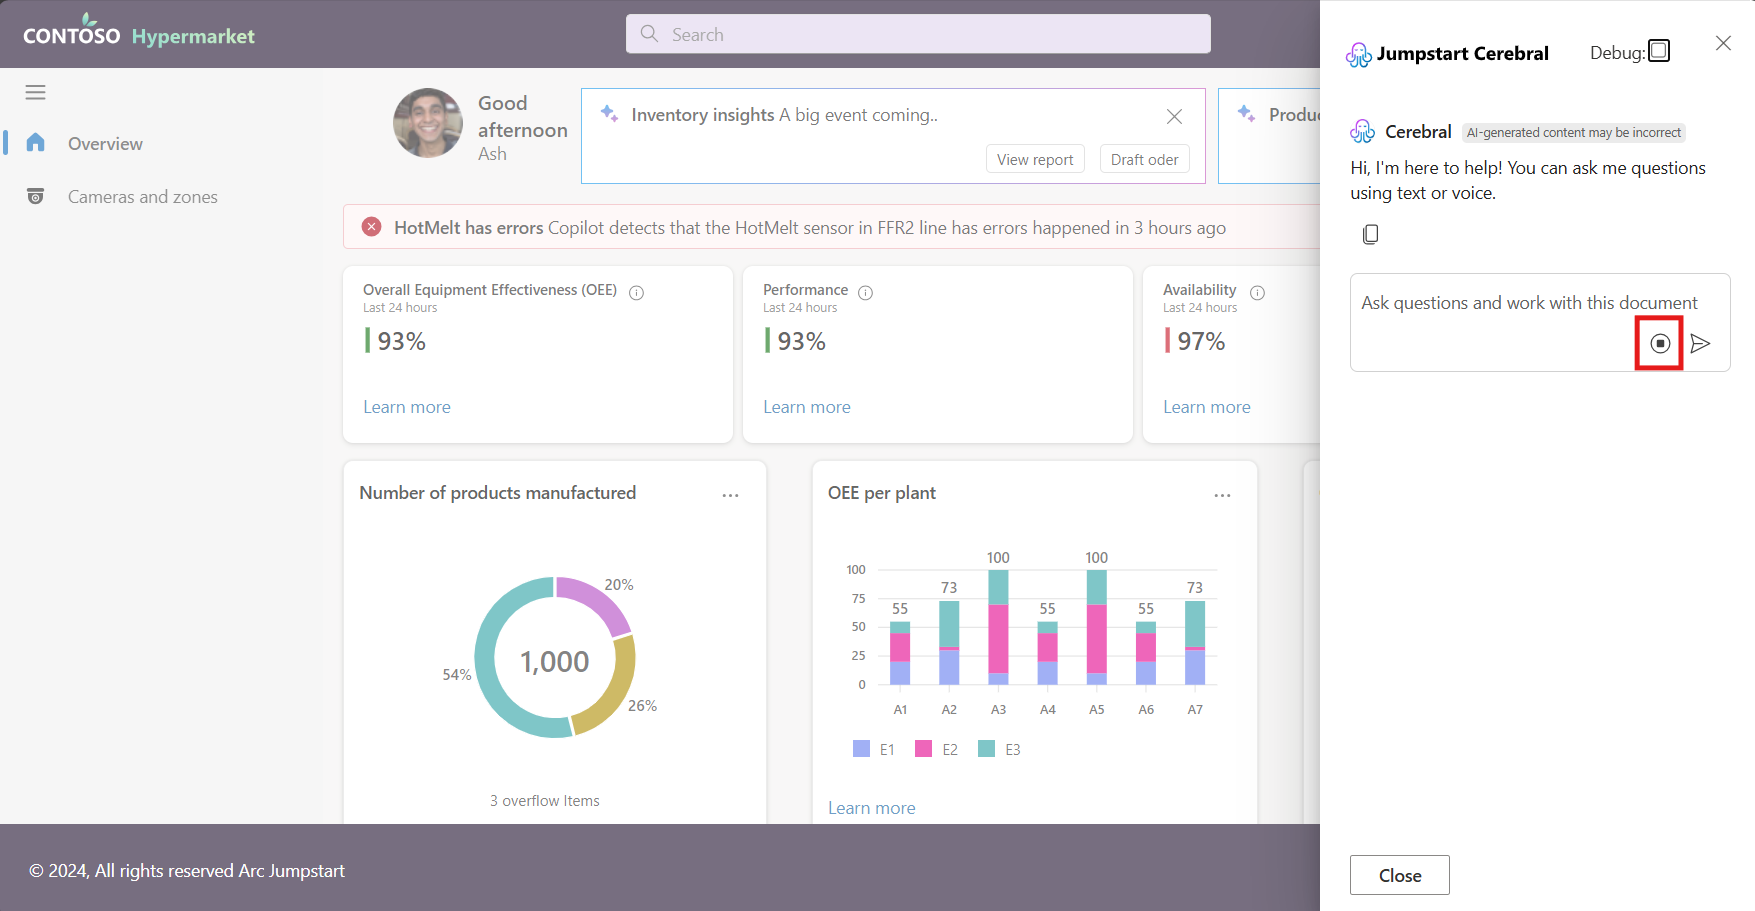 CONTOSO Hypermarket
Search
Overview
Cameras and zones
Good
afternoon
Ash
Inventory insights A big event coming..
View report
Draft oder
HotMelt has errors Copilot detects that the HotMelt sensor in FFR2 line has errors happened in 3 hours ago
Overall Equipment Effectiveness (OEE)
Last 24 hours
93%
Learn more
Performance
Last 24 hours
93%
Learn more
Availability
Last 24 hours
97%
Learn more
Number of products manufactured
20%
1,000
54%
26%
3 overflow Items
OEE per plant
100
75
50
25
0
55
73
100
55
100
55
73
A1 A2 A3 A4 A5 A6 A7
E1 E2 E3
Learn more
© 2024, All rights reserved Arc Jumpstart
Jumpstart Cerebral
Debug:
Cerebral AI-generated content may be incorrect
Hi, I'm here to help! You can ask me questions
using text or voice.
Ask questions and work with this document
Close